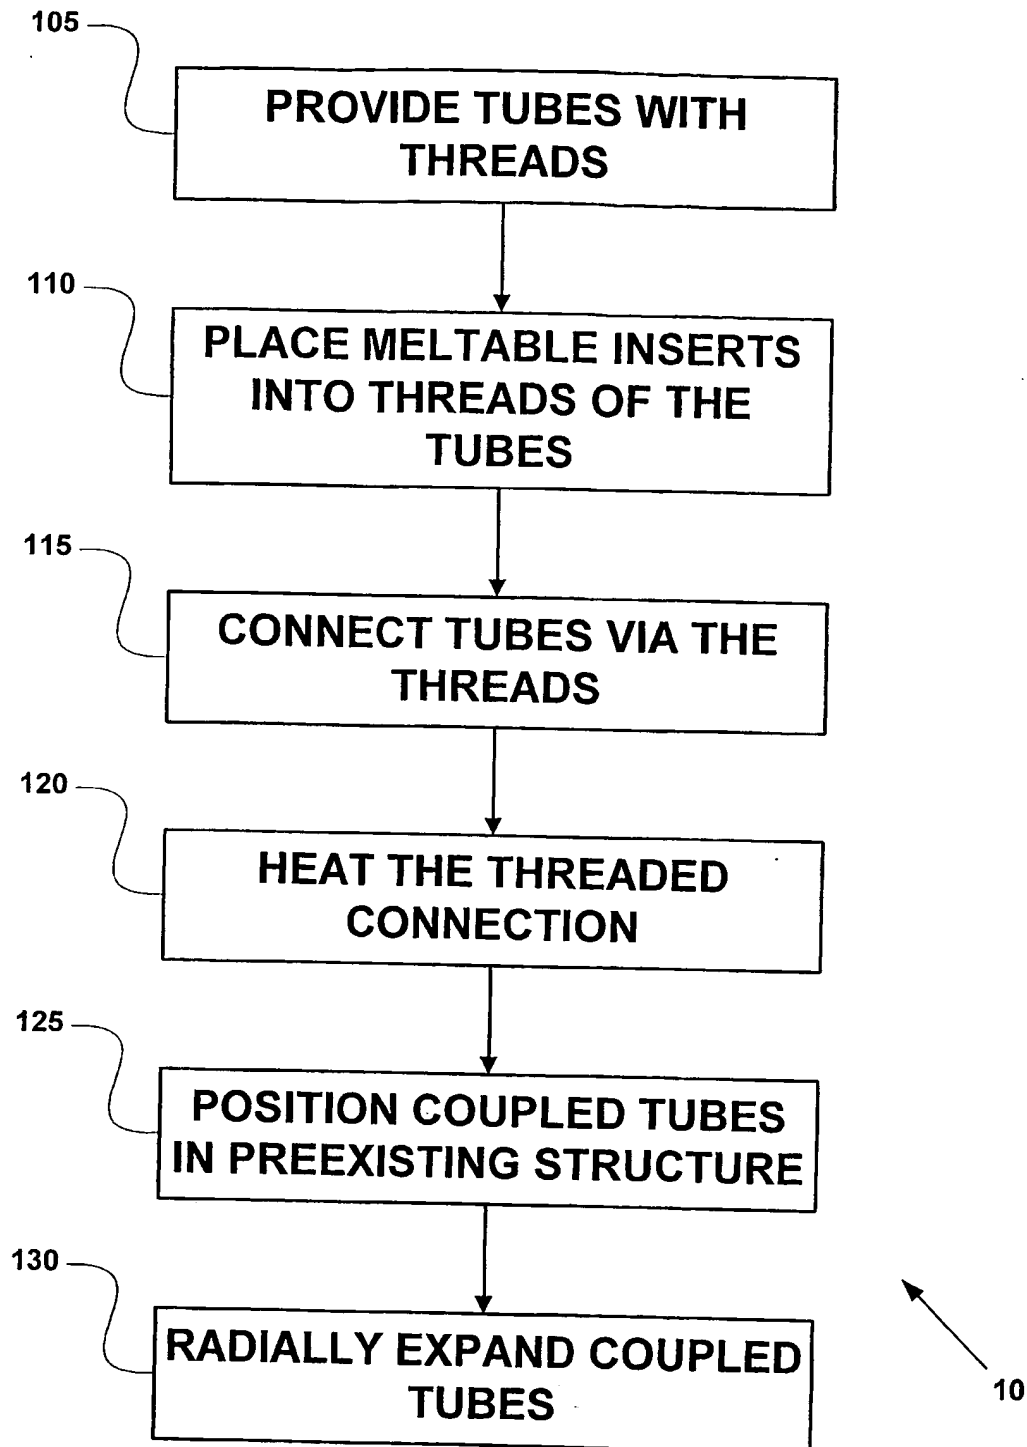 105
PROVIDE TUBES WITH
THREADS
110
PLACE MELTABLE INSERTS
INTO THREADS OF THE
TUBES
115
CONNECT TUBES VIA THE
THREADS
120
HEAT THE THREADED
CONNECTION
125
POSITION COUPLED TUBES
IN PREEXISTING STRUCTURE
130
RADIALLY EXPAND COUPLED
TUBES
10